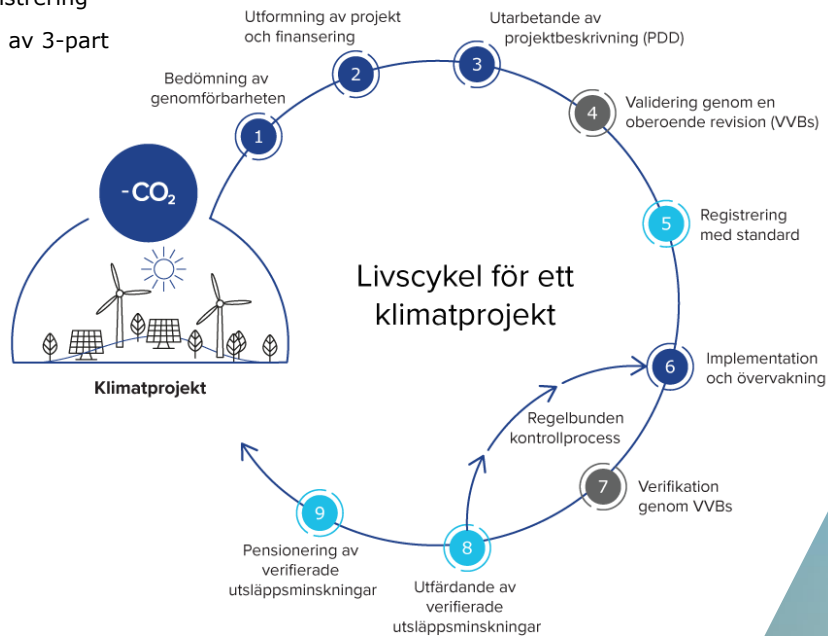 av 3-part
Utformning av projekt
och finansering
2
Utarbetande av
projektbeskrivning (PDD)
3
Bedömning av
genomförbarheten
1
4
Validering genom en
oberoende revision (VVBs)
-CO₂
5
Registrering
med standard
Livscykel för ett
klimatprojekt
Klimatprojekt
6
Implementation
och övervakning
Regelbunden
kontrollprocess
7
Verifikation
genom VVBs
9
Pensionering av
verifierade
utsläppsminskningar
8
Utfärdande av
verifierade
utsläppsminskningar